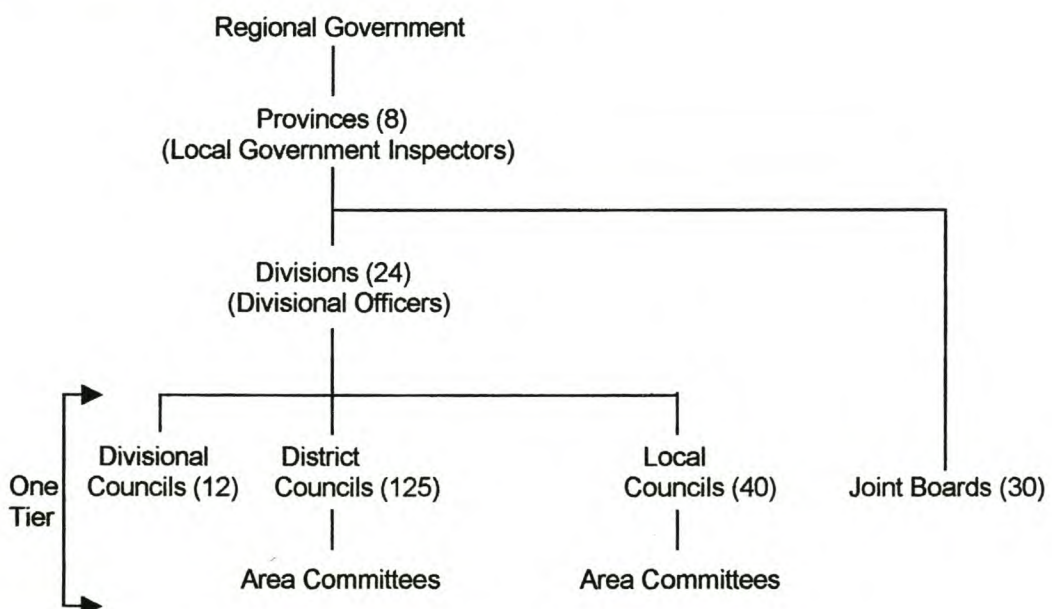 Regional Government
Provinces (8)
(Local Government Inspectors)
Divisions (24)
(Divisional Officers)
One
Tier
Divisional
Councils (12)
District
Councils (125)
Local
Councils (40)
Joint Boards (30)
Area Committees
Area Committees